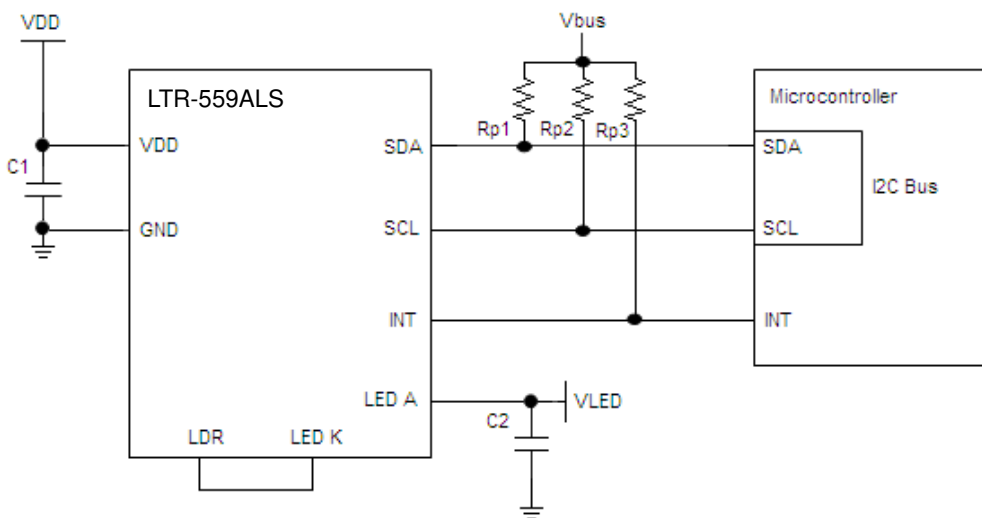 VDD
Vbus
LTR-559ALS
Microcontroller
Rp1
Rp2
Rp3
VDD
SDA
SDA
C1
I2C Bus
GND
SCL
SCL
INT
INT
LED A
C2
VLED
LDR
LED K